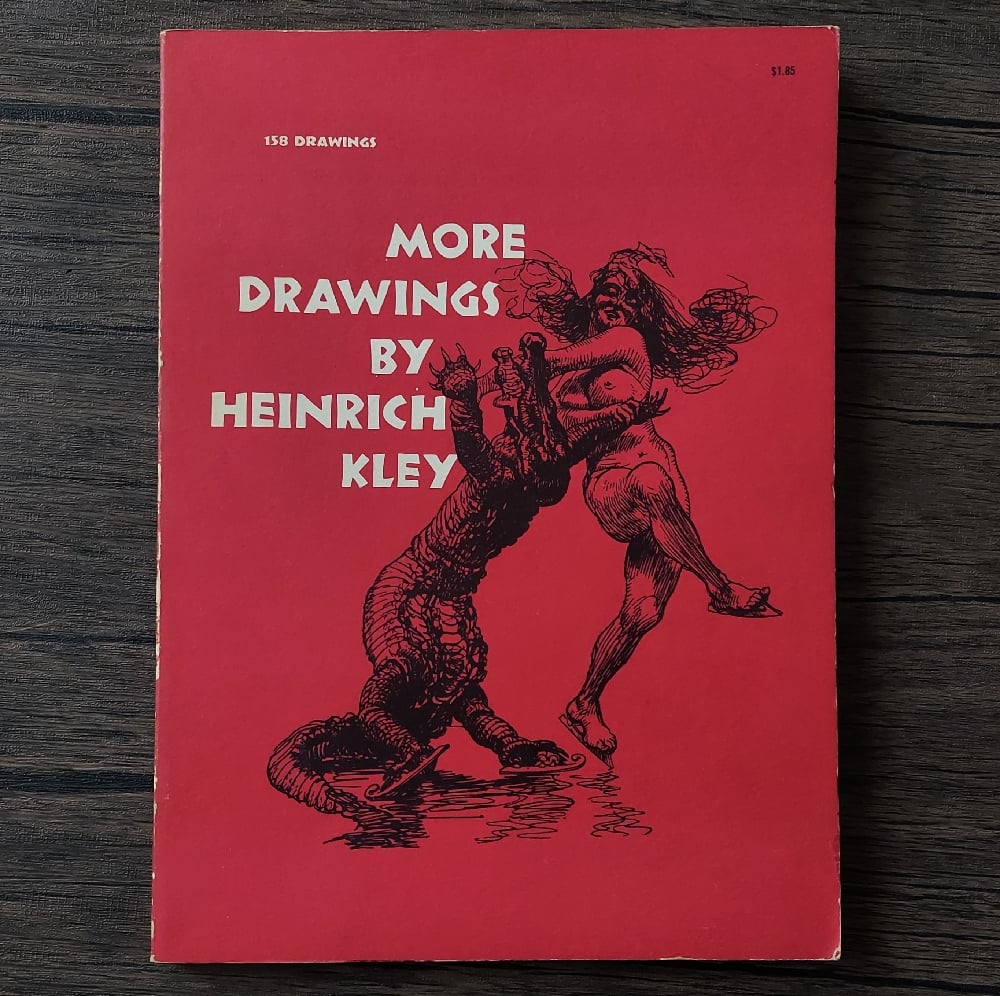 $1.85
158 DRAWINGS
MORE
DRAWINGS
BY
HEINRICH
KLEY